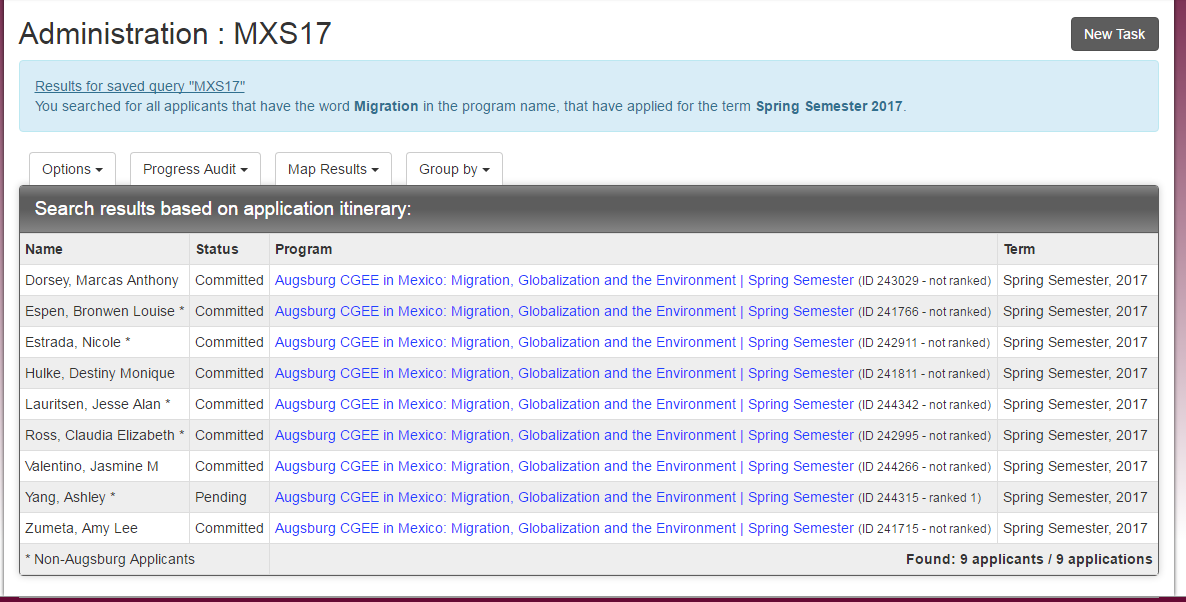 Administration : MXS17
New Task
Results for saved query "MXS17"
You searched for all applicants that have the word Migration in the program name, that have applied for the term Spring Semester 2017.
Options
Progress Audit
Map Results
Group by
Search results based on application itinerary:
Name Status Program Term
Dorsey, Marcas Anthony Committed Augsburg CGEE in Mexico: Migration, Globalization and the Environment | Spring Semester (ID 243029 - not ranked) Spring Semester, 2017
Espen, Bronwen Louise * Committed Augsburg CGEE in Mexico: Migration, Globalization and the Environment | Spring Semester (ID 241766 - not ranked) Spring Semester, 2017
Estrada, Nicole * Committed Augsburg CGEE in Mexico: Migration, Globalization and the Environment | Spring Semester (ID 242911 - not ranked) Spring Semester, 2017
Hulke, Destiny Monique Committed Augsburg CGEE in Mexico: Migration, Globalization and the Environment | Spring Semester (ID 241811 - not ranked) Spring Semester, 2017
Lauritsen, Jesse Alan * Committed Augsburg CGEE in Mexico: Migration, Globalization and the Environment | Spring Semester (ID 244342 - not ranked) Spring Semester, 2017
Ross, Claudia Elizabeth * Committed Augsburg CGEE in Mexico: Migration, Globalization and the Environment | Spring Semester (ID 242995 - not ranked) Spring Semester, 2017
Valentino, Jasmine M Committed Augsburg CGEE in Mexico: Migration, Globalization and the Environment | Spring Semester (ID 244266 - not ranked) Spring Semester, 2017
Yang, Ashley * Pending Augsburg CGEE in Mexico: Migration, Globalization and the Environment | Spring Semester (ID 244315 - ranked 1) Spring Semester, 2017
Zumeta, Amy Lee Committed Augsburg CGEE in Mexico: Migration, Globalization and the Environment | Spring Semester (ID 241715 - not ranked) Spring Semester, 2017
* Non-Augsburg Applicants Found: 9 applicants / 9 applications